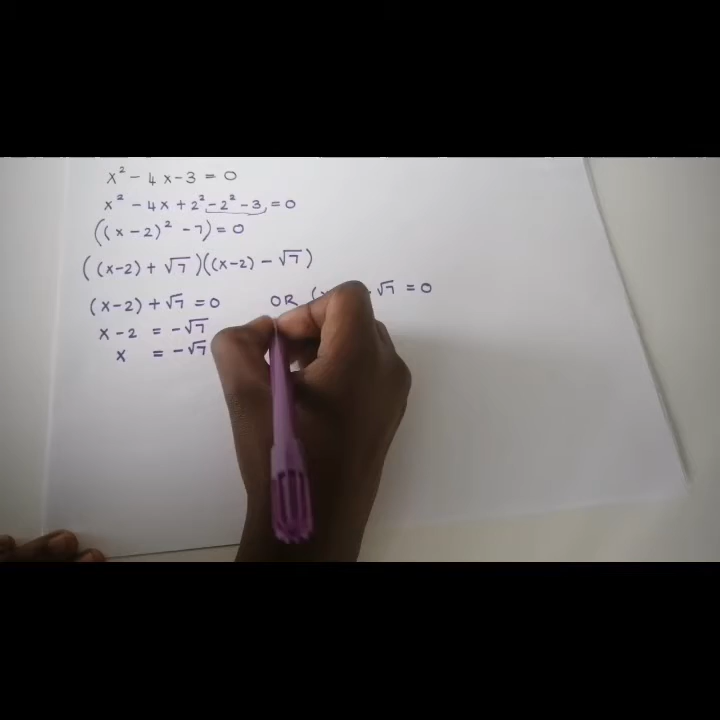 x² - 4x - 3 = 0
x² - 4x + 2² - 2² - 3 = 0
((x - 2)² - 7) = 0
((x-2) + √7)((x-2) - √7)
(x-2) + √7 = 0 OR ( - √7 = 0
x - 2 = -√7
x = -√7